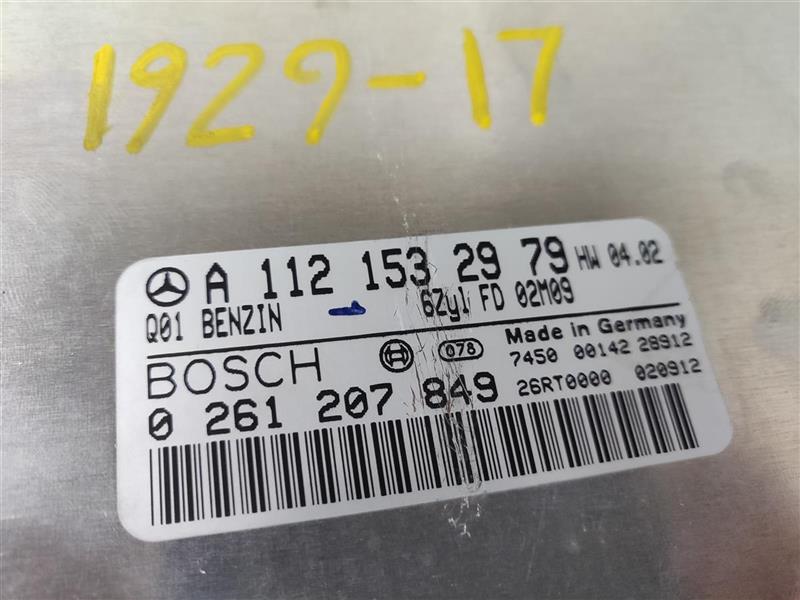 1929-17
A 112 153 29 79 HW 04.02
Q01 BENZIN 6Zyl FD 02M09
BOSCH 078 Made in Germany
7450 00142 28912
0 261 207 849 26RT0000 020912